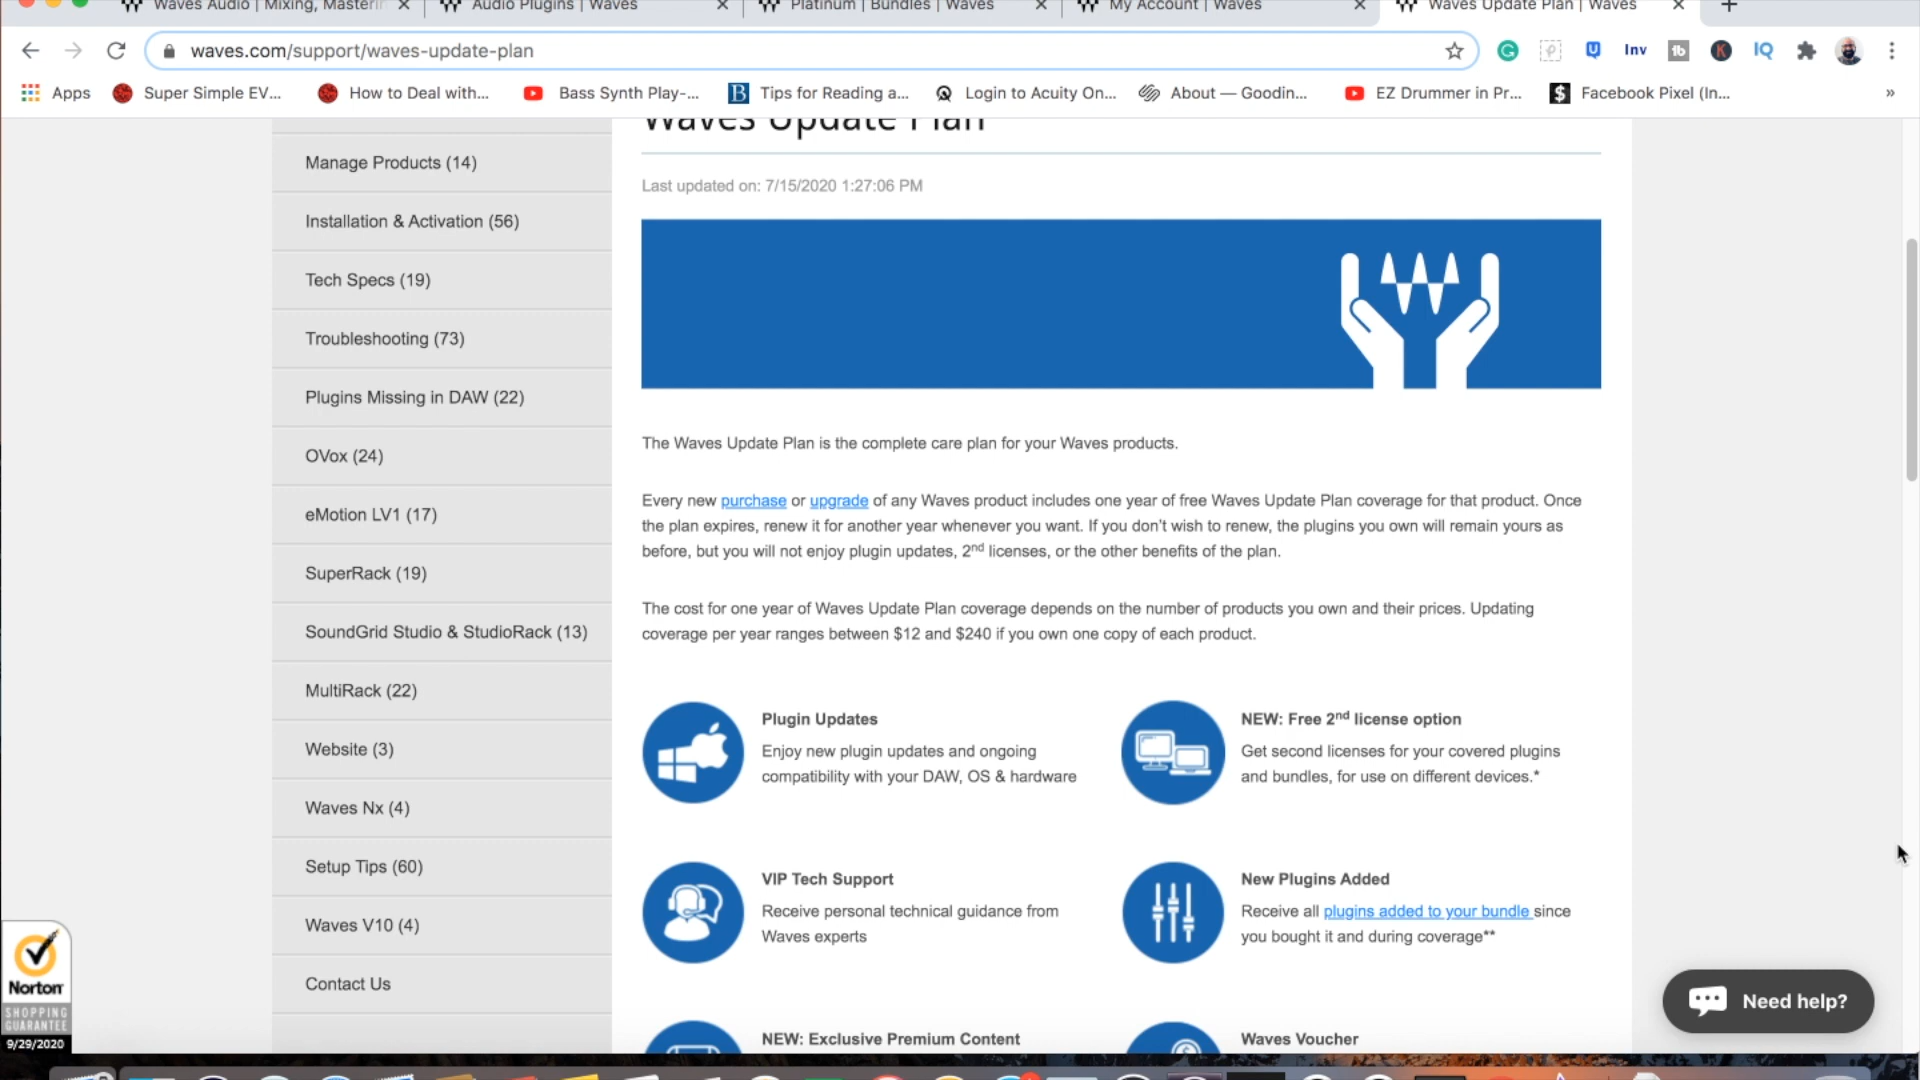 Waves Audio | Mixing, Masterin
Audio Plugins | Waves
Platinum | Bundles | Waves
My Account | Waves
Waves Update Plan | Waves
waves.com/support/waves-update-plan
Inv
IQ
Apps
Super Simple EV...
How to Deal with...
Bass Synth Play-...
Tips for Reading a...
Login to Acuity On...
About — Goodin...
EZ Drummer in Pr...
Facebook Pixel (In...
»
Waves Update Plan
Manage Products (14)
Installation & Activation (56)
Tech Specs (19)
Troubleshooting (73)
Plugins Missing in DAW (22)
OVox (24)
eMotion LV1 (17)
SuperRack (19)
SoundGrid Studio & StudioRack (13)
MultiRack (22)
Website (3)
Waves Nx (4)
Setup Tips (60)
Waves V10 (4)
Contact Us
Last updated on: 7/15/2020 1:27:06 PM
The Waves Update Plan is the complete care plan for your Waves products.
Every new purchase or upgrade of any Waves product includes one year of free Waves Update Plan coverage for that product. Once
the plan expires, renew it for another year whenever you want. If you don't wish to renew, the plugins you own will remain yours as
before, but you will not enjoy plugin updates, 2nd licenses, or the other benefits of the plan.
The cost for one year of Waves Update Plan coverage depends on the number of products you own and their prices. Updating
coverage per year ranges between $12 and $240 if you own one copy of each product.
Plugin Updates
Enjoy new plugin updates and ongoing
compatibility with your DAW, OS & hardware
NEW: Free 2nd license option
Get second licenses for your covered plugins
and bundles, for use on different devices.*
VIP Tech Support
Receive personal technical guidance from
Waves experts
New Plugins Added
Receive all plugins added to your bundle since
you bought it and during coverage**
NEW: Exclusive Premium Content
Waves Voucher
Norton
SHOPPING
GUARANTEE
9/29/2020
Need help?